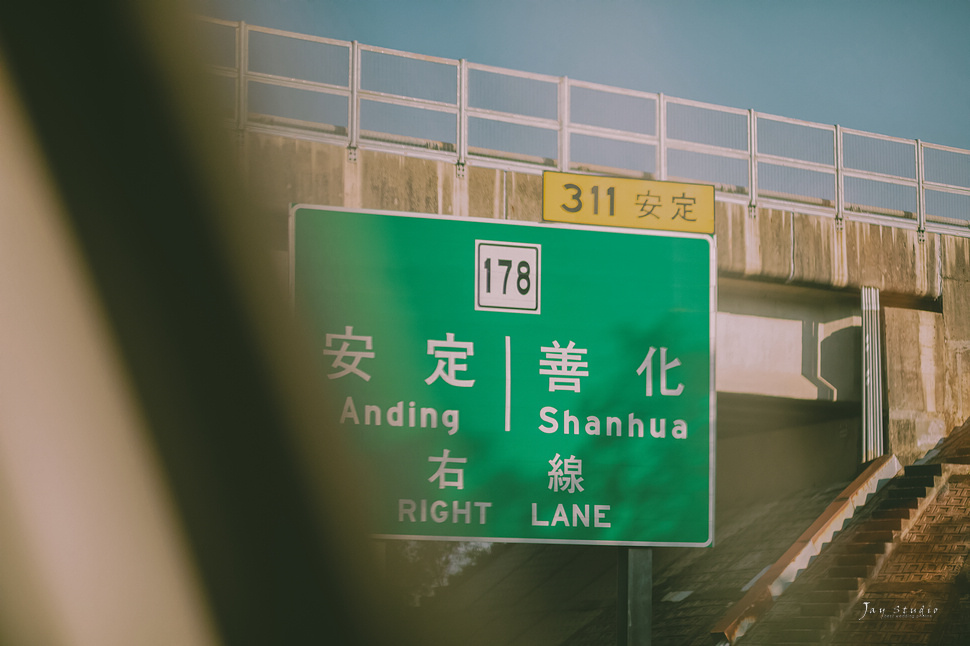 311 安定
178
安定 善化
Anding Shanhua
右線
RIGHT LANE
Jay Studio